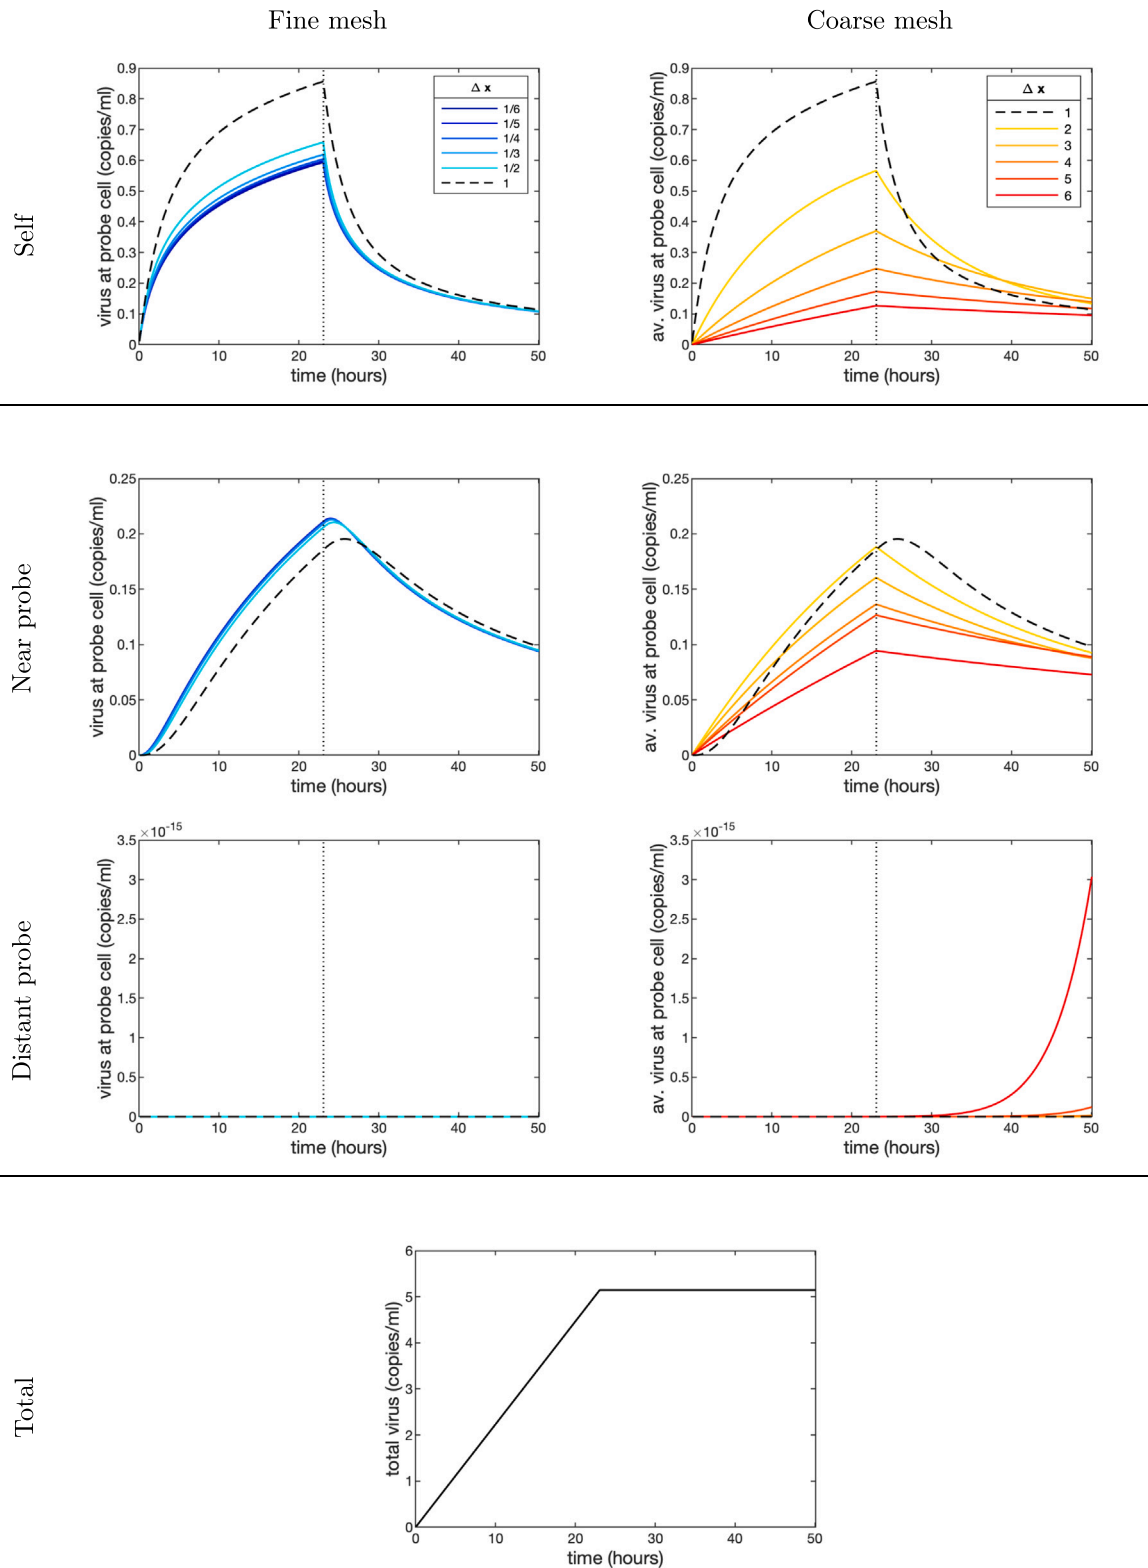 Fine mesh
Coarse mesh
Self
virus at probe cell (copies/ml)
0.9
0.8
0.7
0.6
0.5
0.4
0.3
0.2
0.1
0
0 10 20 30 40 50
time (hours)
Δ x
1/6
1/5
1/4
1/3
1/2
1
av. virus at probe cell (copies/ml)
0.9
0.8
0.7
0.6
0.5
0.4
0.3
0.2
0.1
0
0 10 20 30 40 50
time (hours)
Δ x
1
2
3
4
5
6
Near probe
virus at probe cell (copies/ml)
0.25
0.2
0.15
0.1
0.05
0
0 10 20 30 40 50
time (hours)
av. virus at probe cell (copies/ml)
0.25
0.2
0.15
0.1
0.05
0
0 10 20 30 40 50
time (hours)
Distant probe
virus at probe cell (copies/ml)
×10-15
3.5
3
2.5
2
1.5
1
0.5
0
0 10 20 30 40 50
time (hours)
av. virus at probe cell (copies/ml)
×10-15
3.5
3
2.5
2
1.5
1
0.5
0
0 10 20 30 40 50
time (hours)
Total
total virus (copies/ml)
6
5
4
3
2
1
0
0 10 20 30 40 50
time (hours)